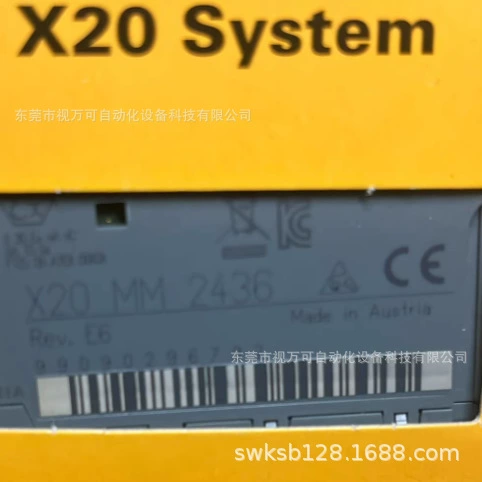 X20 System
东莞市视万可自动化设备科技有限公司
X20 MM 2436
Made in Austria
Rev. E6
东莞市视万可自动化设备科技有限公司
swksb128.1688.com